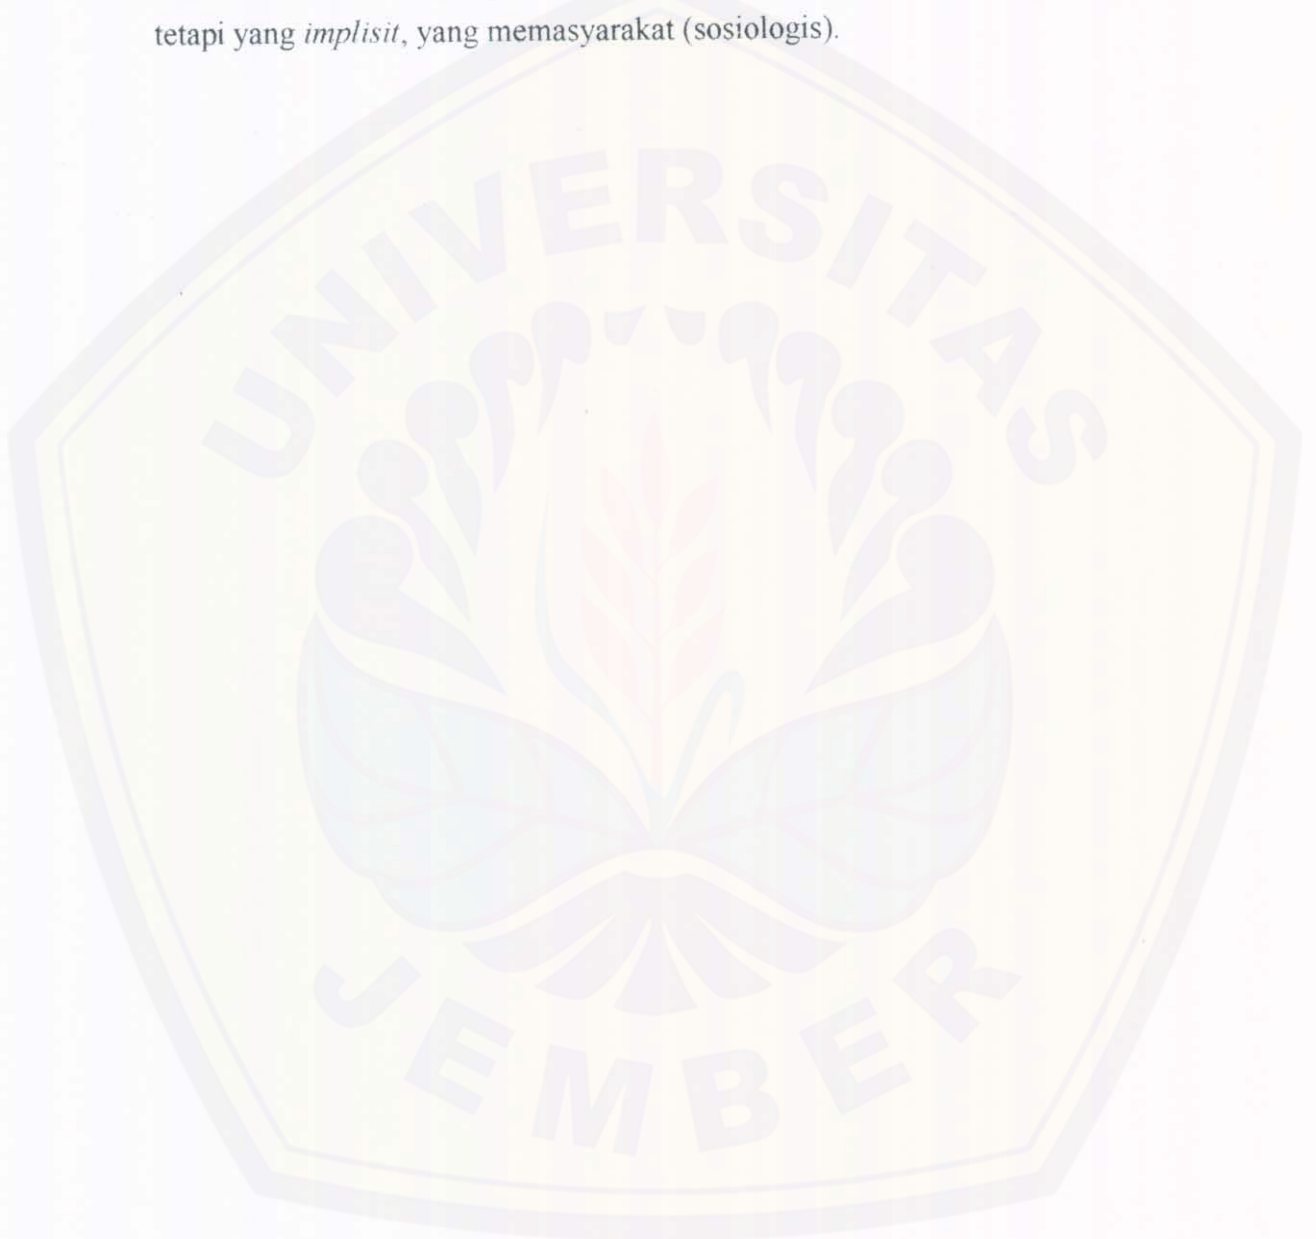 tetapi yang implisit, yang memasyarakat (sosiologis).
UNIVERSITAS
JEMBER